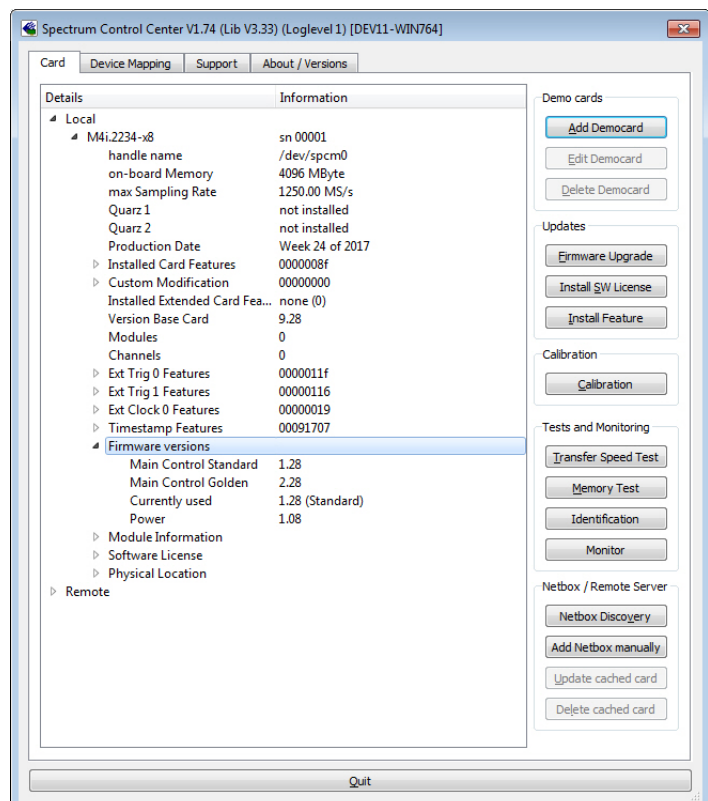 Spectrum Control Center V1.74 (Lib V3.33) (Loglevel 1) [DEV11-WIN764]
Card Device Mapping Support About / Versions
Details Information
Local
M4i.2234-x8 sn 00001
handle name /dev/spcm0
on-board Memory 4096 MByte
max Sampling Rate 1250.00 MS/s
Quarz 1 not installed
Quarz 2 not installed
Production Date Week 24 of 2017
Installed Card Features 0000008f
Custom Modification 00000000
Installed Extended Card Fea... none (0)
Version Base Card 9.28
Modules 0
Channels 0
Ext Trig 0 Features 0000011f
Ext Trig 1 Features 00000116
Ext Clock 0 Features 00000019
Timestamp Features 00091707
Firmware versions
Main Control Standard 1.28
Main Control Golden 2.28
Currently used 1.28 (Standard)
Power 1.08
Module Information
Software License
Physical Location
Remote
Demo cards
Add Democard
Edit Democard
Delete Democard
Updates
Firmware Upgrade
Install SW License
Install Feature
Calibration
Calibration
Tests and Monitoring
Transfer Speed Test
Memory Test
Identification
Monitor
Netbox / Remote Server
Netbox Discovery
Add Netbox manually
Update cached card
Delete cached card
Quit